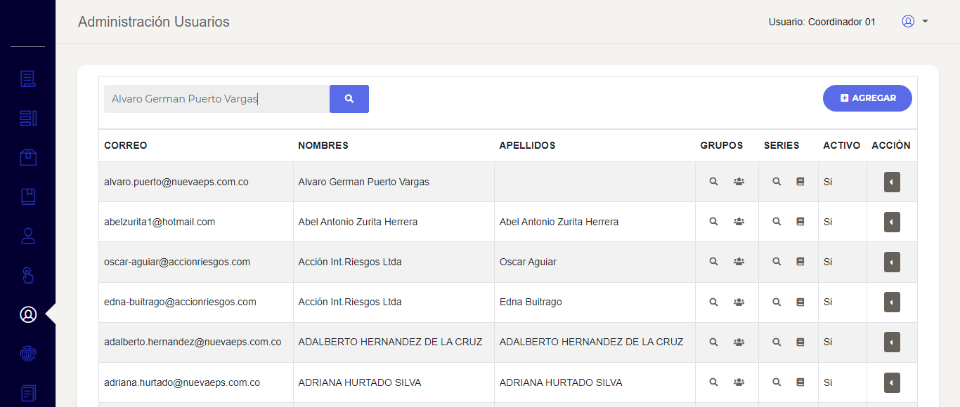 Administración Usuarios
Usuario: Coordinador 01
Alvaro German Puerto Vargas
AGREGAR
CORREO NOMBRES APELLIDOS GRUPOS SERIES ACTIVO ACCIÓN
alvaro.puerto@nuevaeps.com.co Alvaro German Puerto Vargas Si
abelzurita1@hotmail.com Abel Antonio Zurita Herrera Abel Antonio Zurita Herrera Si
oscar-aguiar@accionriesgos.com Acción Int.Riesgos Ltda Oscar Aguiar Si
edna-buitrago@accionriesgos.com Acción Int.Riesgos Ltda Edna Buitrago Si
adalberto.hernandez@nuevaeps.com.co ADALBERTO HERNANDEZ DE LA CRUZ ADALBERTO HERNANDEZ DE LA CRUZ Si
adriana.hurtado@nuevaeps.com.co ADRIANA HURTADO SILVA ADRIANA HURTADO SILVA Si